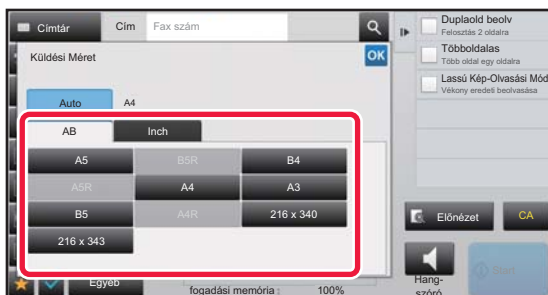 Címtár
Cím
Fax szám
Küldési Méret
OK
Auto
A4
AB
Inch
A5
B5R
B4
A5R
A4
A3
B5
A4R
216 x 340
216 x 343
Egyéb
fogadási memória :
100%
Duplaold beolv
Felosztás 2 oldalra
Többoldalas
Több oldal egy oldalra
Lassú Kép-Olvasási Mód
Vékony eredeti beolvasása
Előnézet
CA
Hang-
szóró
Start